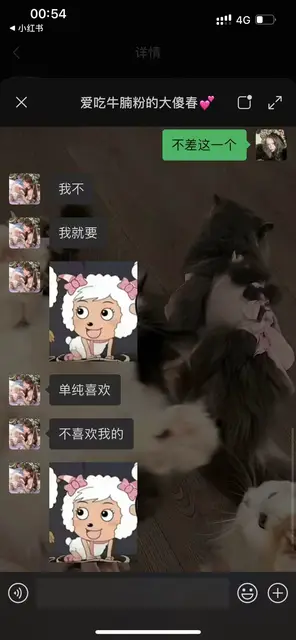 00:54
4G
小红书
详情
爱吃牛腩粉的大傻春💕
不差这一个
我不
我就要
单纯喜欢
不喜欢我的